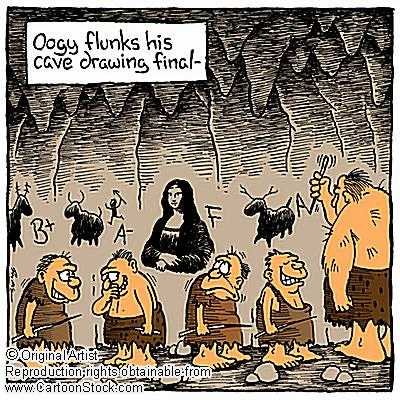 Oogy flunks his
cave drawing final-
B+
A-
F
A
© Original Artist
Reproduction rights obtainable from
www.CartoonStock.com